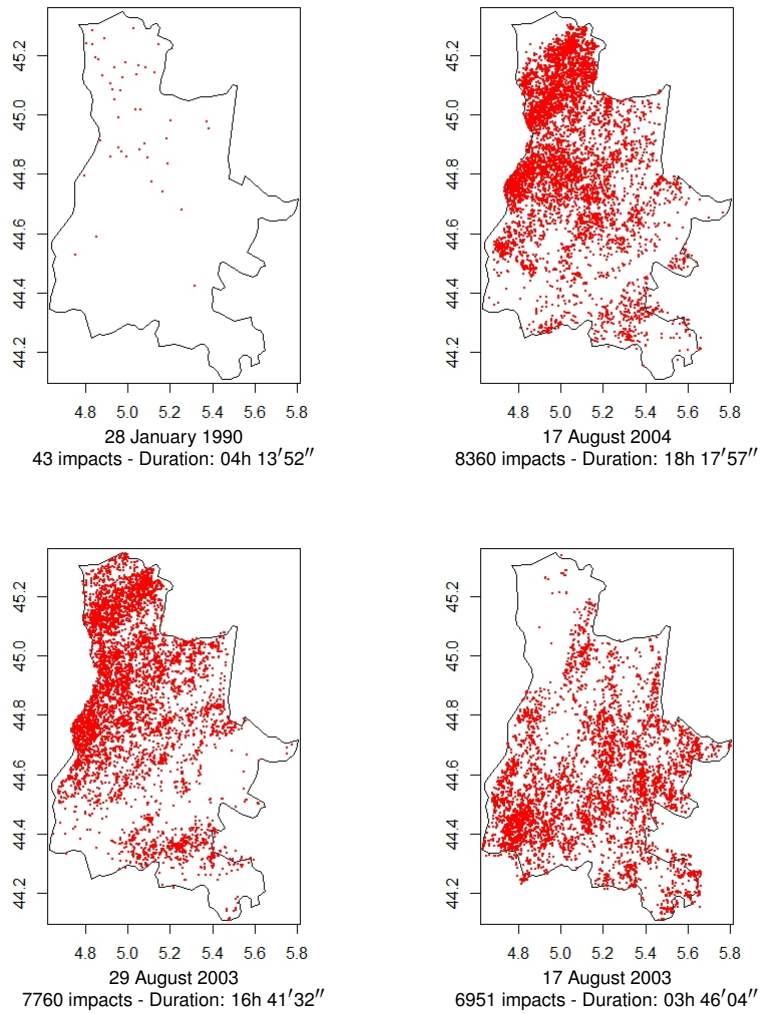 45.2
45.0
44.8
44.6
44.4
44.2
4.8 5.0 5.2 5.4 5.6 5.8
28 January 1990
43 impacts - Duration: 04h 13′52′′
45.2
45.0
44.8
44.6
44.4
44.2
4.8 5.0 5.2 5.4 5.6 5.8
17 August 2004
8360 impacts - Duration: 18h 17′57′′
45.2
45.0
44.8
44.6
44.4
44.2
4.8 5.0 5.2 5.4 5.6 5.8
29 August 2003
7760 impacts - Duration: 16h 41′32′′
45.2
45.0
44.8
44.6
44.4
44.2
4.8 5.0 5.2 5.4 5.6 5.8
17 August 2003
6951 impacts - Duration: 03h 46′04′′